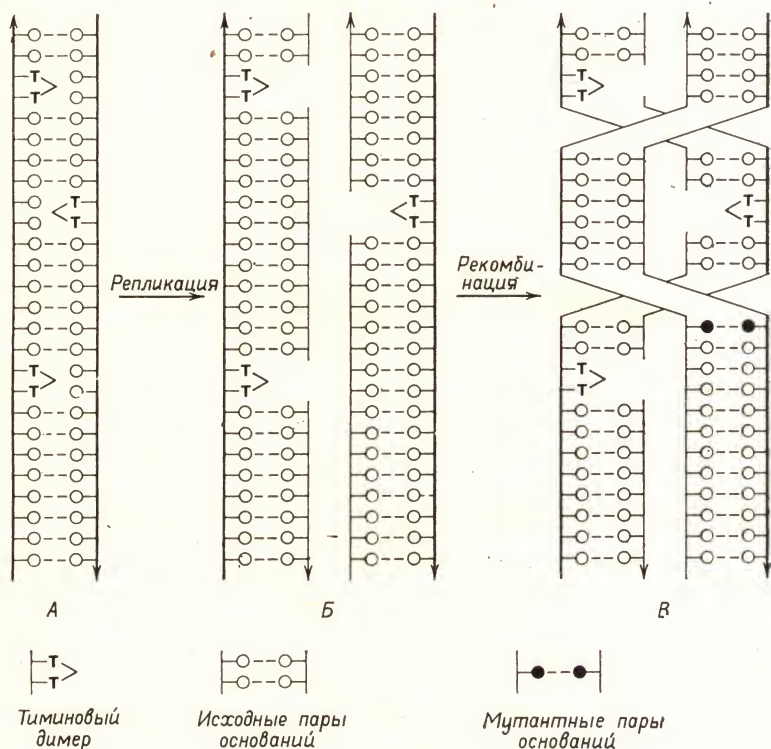 Т
Т
Т
Т
Т
Т
Репликация
Т
Т
Т
Т
Т
Т
Рекомби-
нация
Т
Т
Т
Т
Т
Т
А
Б
В
Т
Т
Тиминовый
димер
Исходные пары
оснований
Мутантные пары
оснований